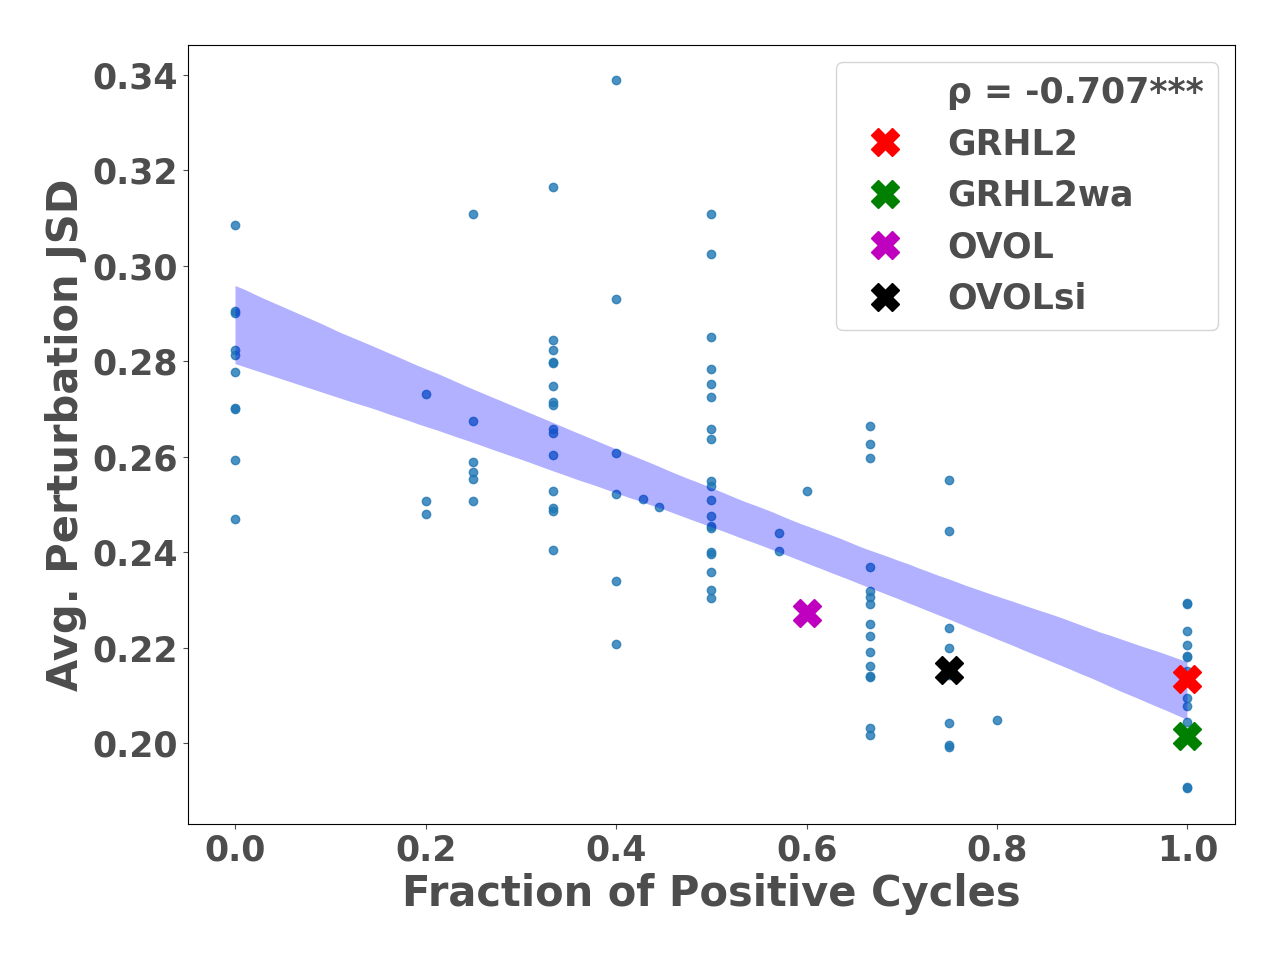 ρ = -0.707***
GRHL2
GRHL2wa
OVOL
OVOLsi
Avg. Perturbation JSD
0.34
0.32
0.30
0.28
0.26
0.24
0.22
0.20
0.0 0.2 0.4 0.6 0.8 1.0
Fraction of Positive Cycles